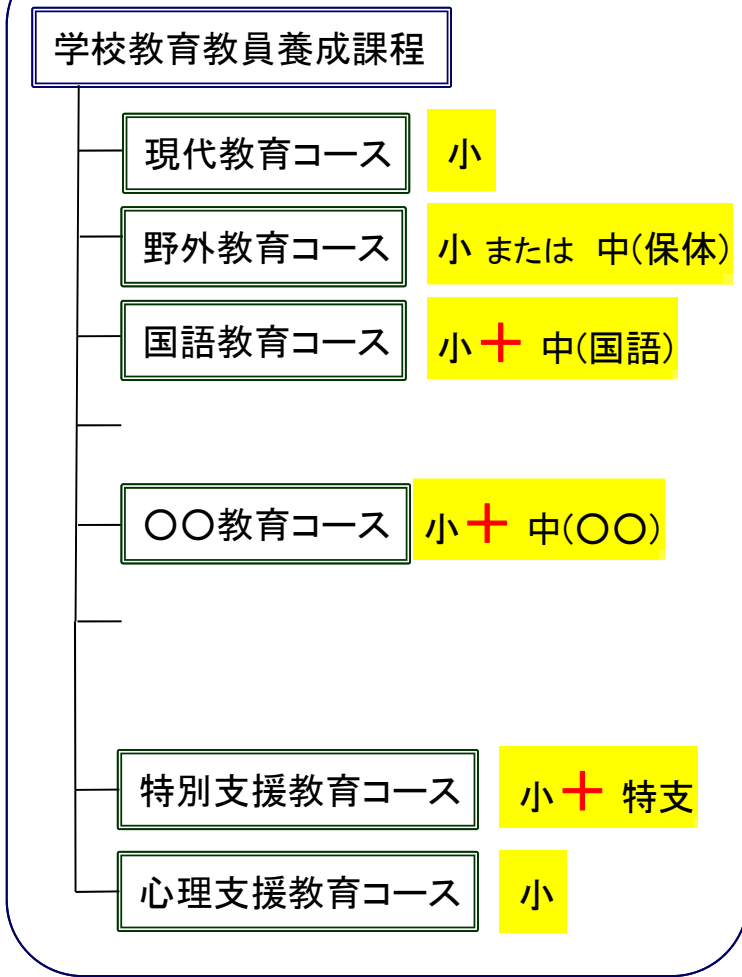 学校教育教員養成課程
現代教育コース 小
野外教育コース 小 または 中(保体)
国語教育コース 小＋ 中(国語)
〇〇教育コース 小＋ 中(〇〇)
特別支援教育コース 小＋ 特支
心理支援教育コース 小